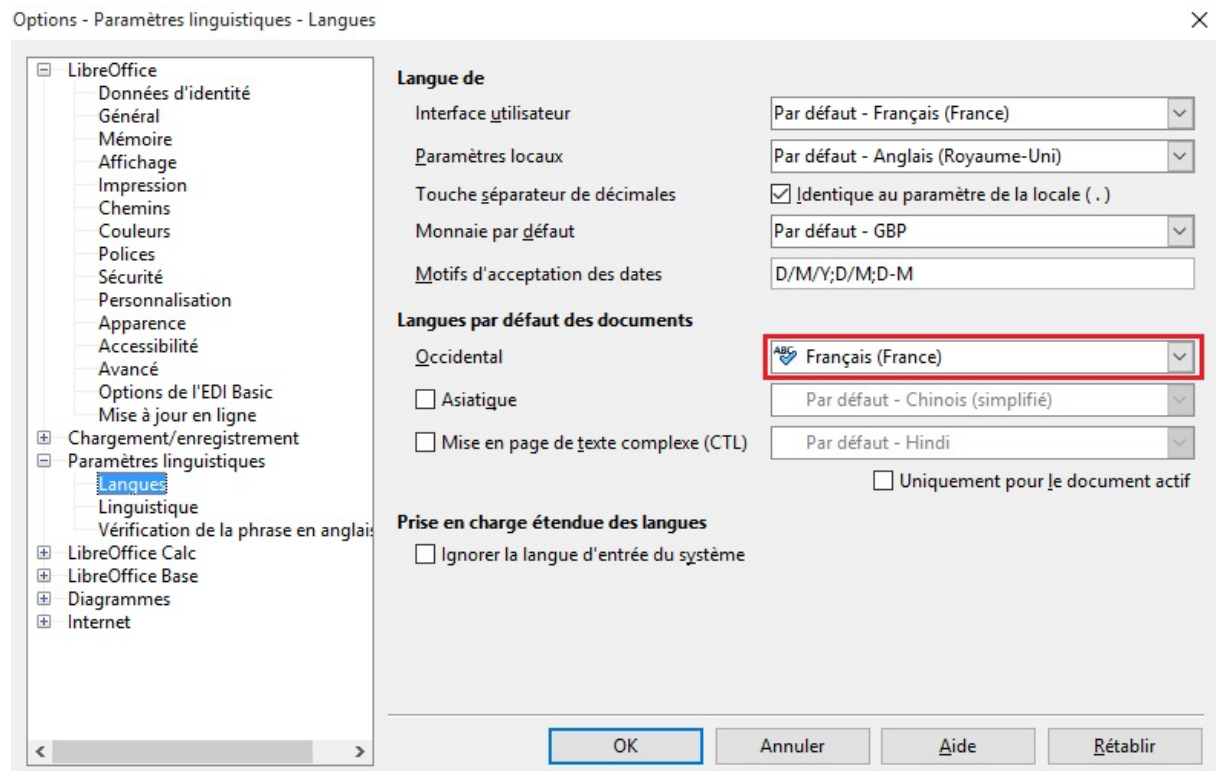 Options - Paramètres linguistiques - Langues
LibreOffice
Données d'identité
Général
Mémoire
Affichage
Impression
Chemins
Couleurs
Polices
Sécurité
Personnalisation
Apparence
Accessibilité
Avancé
Options de l'EDI Basic
Mise à jour en ligne
Chargement/enregistrement
Paramètres linguistiques
Langues
Linguistique
Vérification de la phrase en anglais
LibreOffice Calc
LibreOffice Base
Diagrammes
Internet
Langue de
Interface utilisateur Par défaut - Français (France)
Paramètres locaux Par défaut - Anglais (Royaume-Uni)
Touche séparateur de décimales Identique au paramètre de la locale ( . )
Monnaie par défaut Par défaut - GBP
Motifs d'acceptation des dates D/M/Y;D/M;D-M
Langues par défaut des documents
Occidental ABC Français (France)
Asiatique Par défaut - Chinois (simplifié)
Mise en page de texte complexe (CTL) Par défaut - Hindi
Uniquement pour le document actif
Prise en charge étendue des langues
Ignorer la langue d'entrée du système
OK Annuler Aide Rétablir